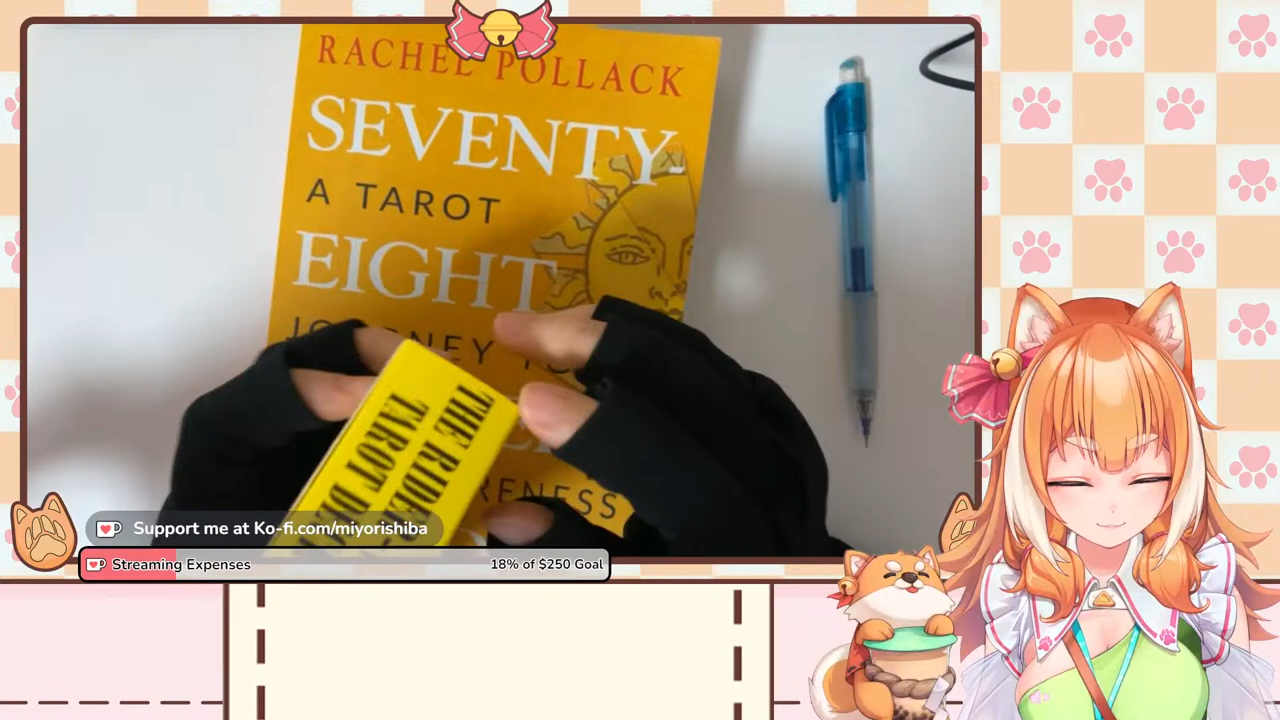 RACHEL POLLACK
SEVENTY-
A TAROT
EIGHT
THE RIDER
TAROT
Support me at Ko-fi.com/miyorishiba
Streaming Expenses
18% of $250 Goal